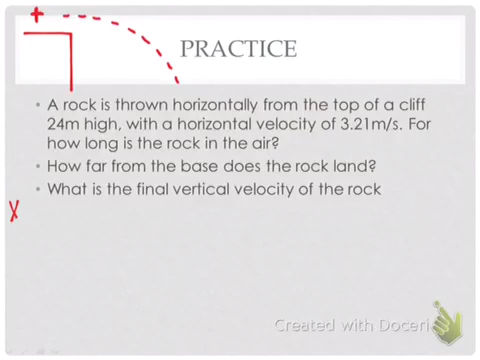 +
PRACTICE
• A rock is thrown horizontally from the top of a cliff
24m high, with a horizontal velocity of 3.21m/s. For
how long is the rock in the air?
• How far from the base does the rock land?
• What is the final vertical velocity of the rock
X
Created with Doceri